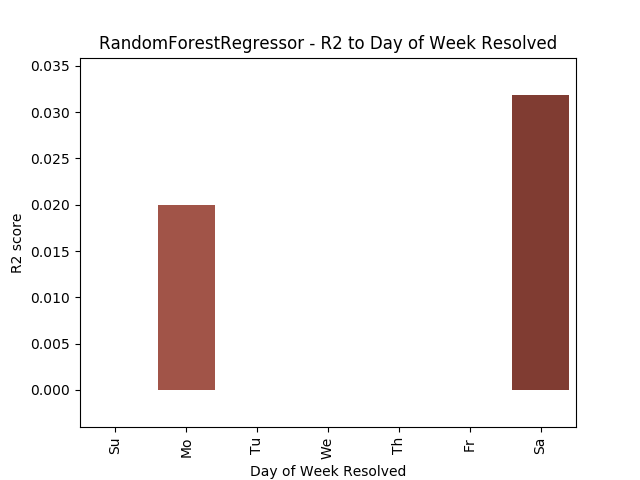 RandomForestRegressor - R2 to Day of Week Resolved
0.035
0.030
0.025
0.020
0.015
0.010
0.005
0.000
R2 score
Su
Mo
Tu
We
Th
Fr
Sa
Day of Week Resolved